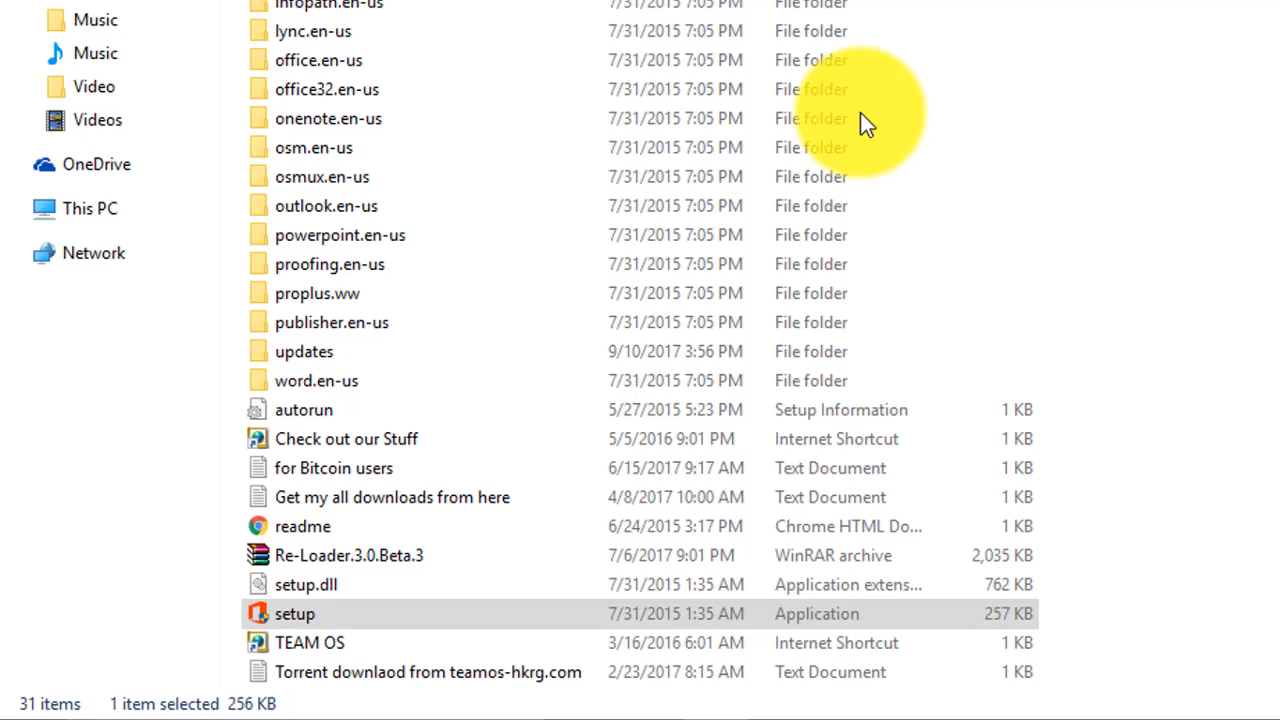 Music
Music
Video
Videos
OneDrive
This PC
Network
infopath.en-us 7/31/2015 7:05 PM File folder
lync.en-us 7/31/2015 7:05 PM File folder
office.en-us 7/31/2015 7:05 PM File folder
office32.en-us 7/31/2015 7:05 PM File folder
onenote.en-us 7/31/2015 7:05 PM File folder
osm.en-us 7/31/2015 7:05 PM File folder
osmux.en-us 7/31/2015 7:05 PM File folder
outlook.en-us 7/31/2015 7:05 PM File folder
powerpoint.en-us 7/31/2015 7:05 PM File folder
proofing.en-us 7/31/2015 7:05 PM File folder
proplus.ww 7/31/2015 7:05 PM File folder
publisher.en-us 7/31/2015 7:05 PM File folder
updates 9/10/2017 3:56 PM File folder
word.en-us 7/31/2015 7:05 PM File folder
autorun 5/27/2015 5:23 PM Setup Information 1 KB
Check out our Stuff 5/5/2016 9:01 PM Internet Shortcut 1 KB
for Bitcoin users 6/15/2017 9:17 AM Text Document 1 KB
Get my all downloads from here 4/8/2017 10:00 AM Text Document 1 KB
readme 6/24/2015 3:17 PM Chrome HTML Do... 1 KB
Re-Loader.3.0.Beta.3 7/6/2017 9:01 PM WinRAR archive 2,035 KB
setup.dll 7/31/2015 1:35 AM Application extens... 762 KB
setup 7/31/2015 1:35 AM Application 257 KB
TEAM OS 3/16/2016 6:01 AM Internet Shortcut 1 KB
Torrent downlaod from teamos-hkrg.com 2/23/2017 8:15 AM Text Document 1 KB
31 items 1 item selected 256 KB